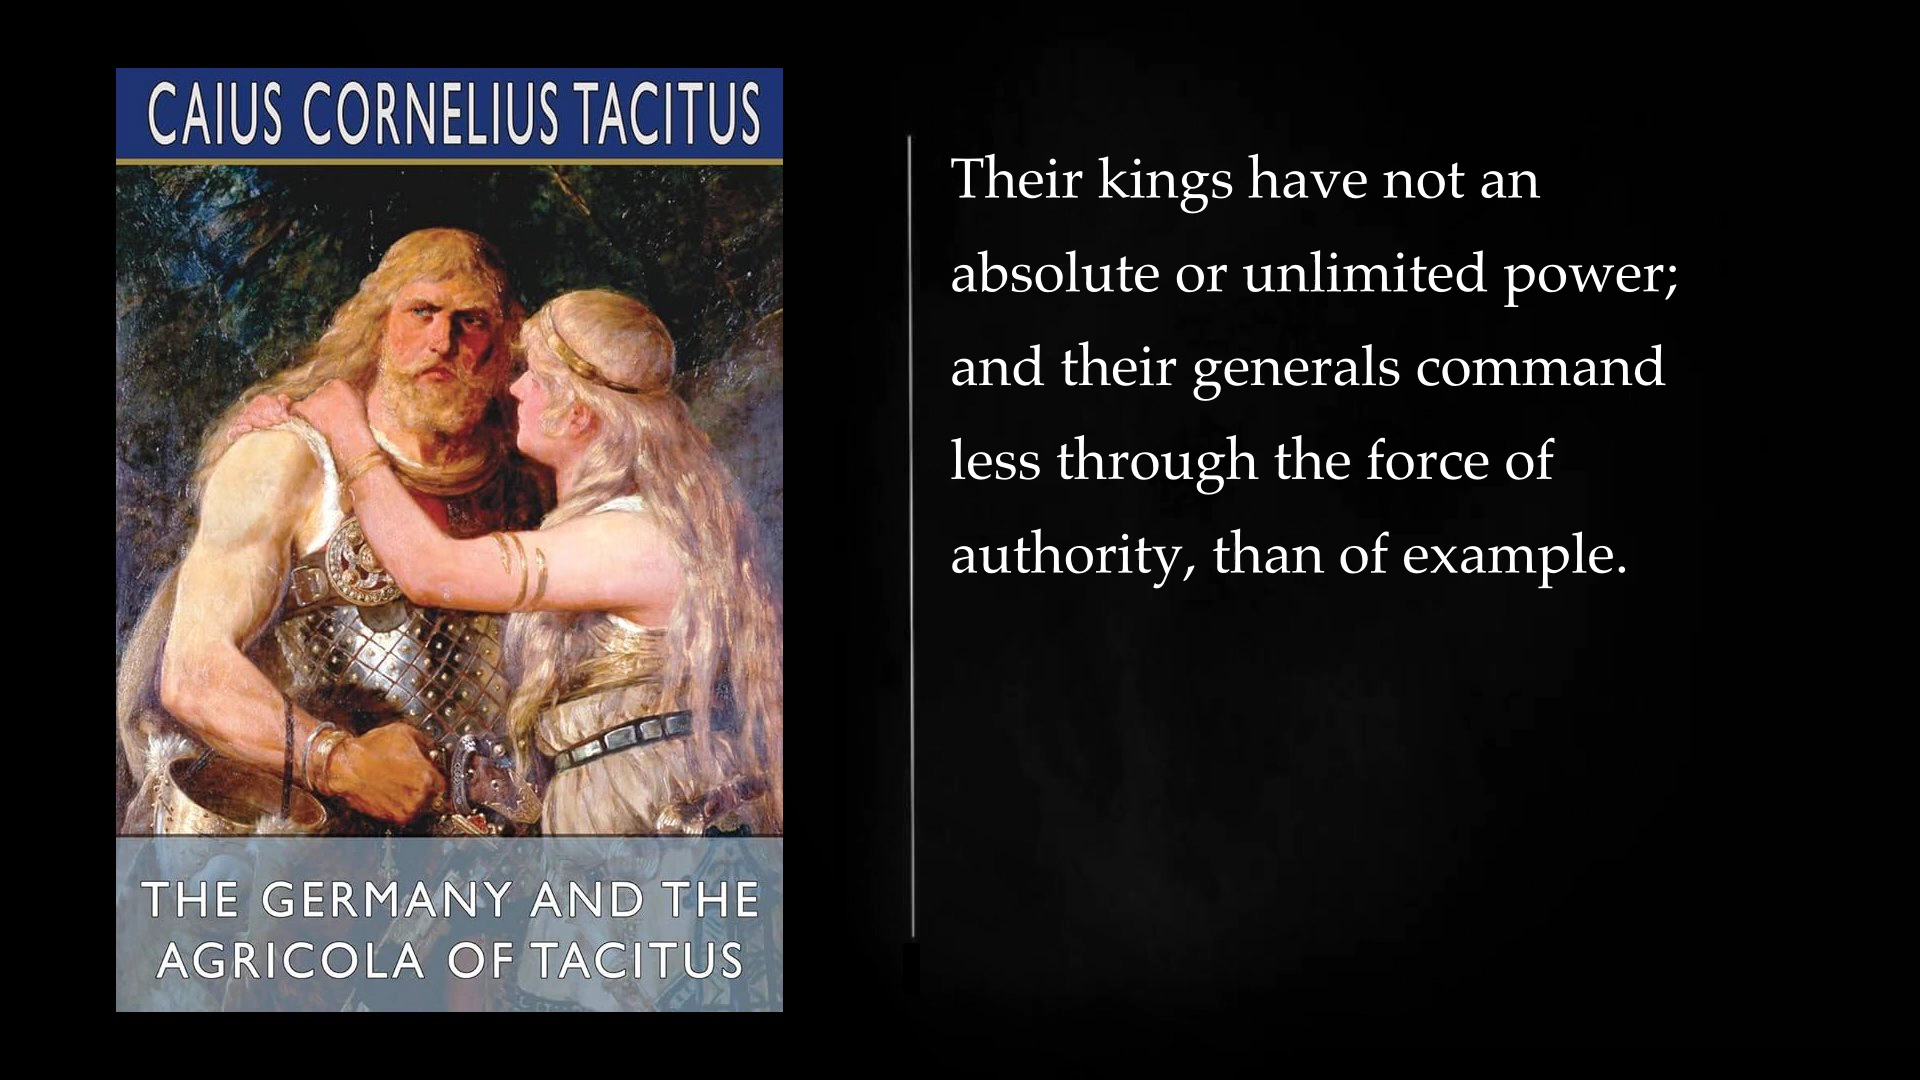 CAIUS CORNELIUS TACITUS
THE GERMANY AND THE
AGRICOLA OF TACITUS
Their kings have not an
absolute or unlimited power;
and their generals command
less through the force of
authority, than of example.